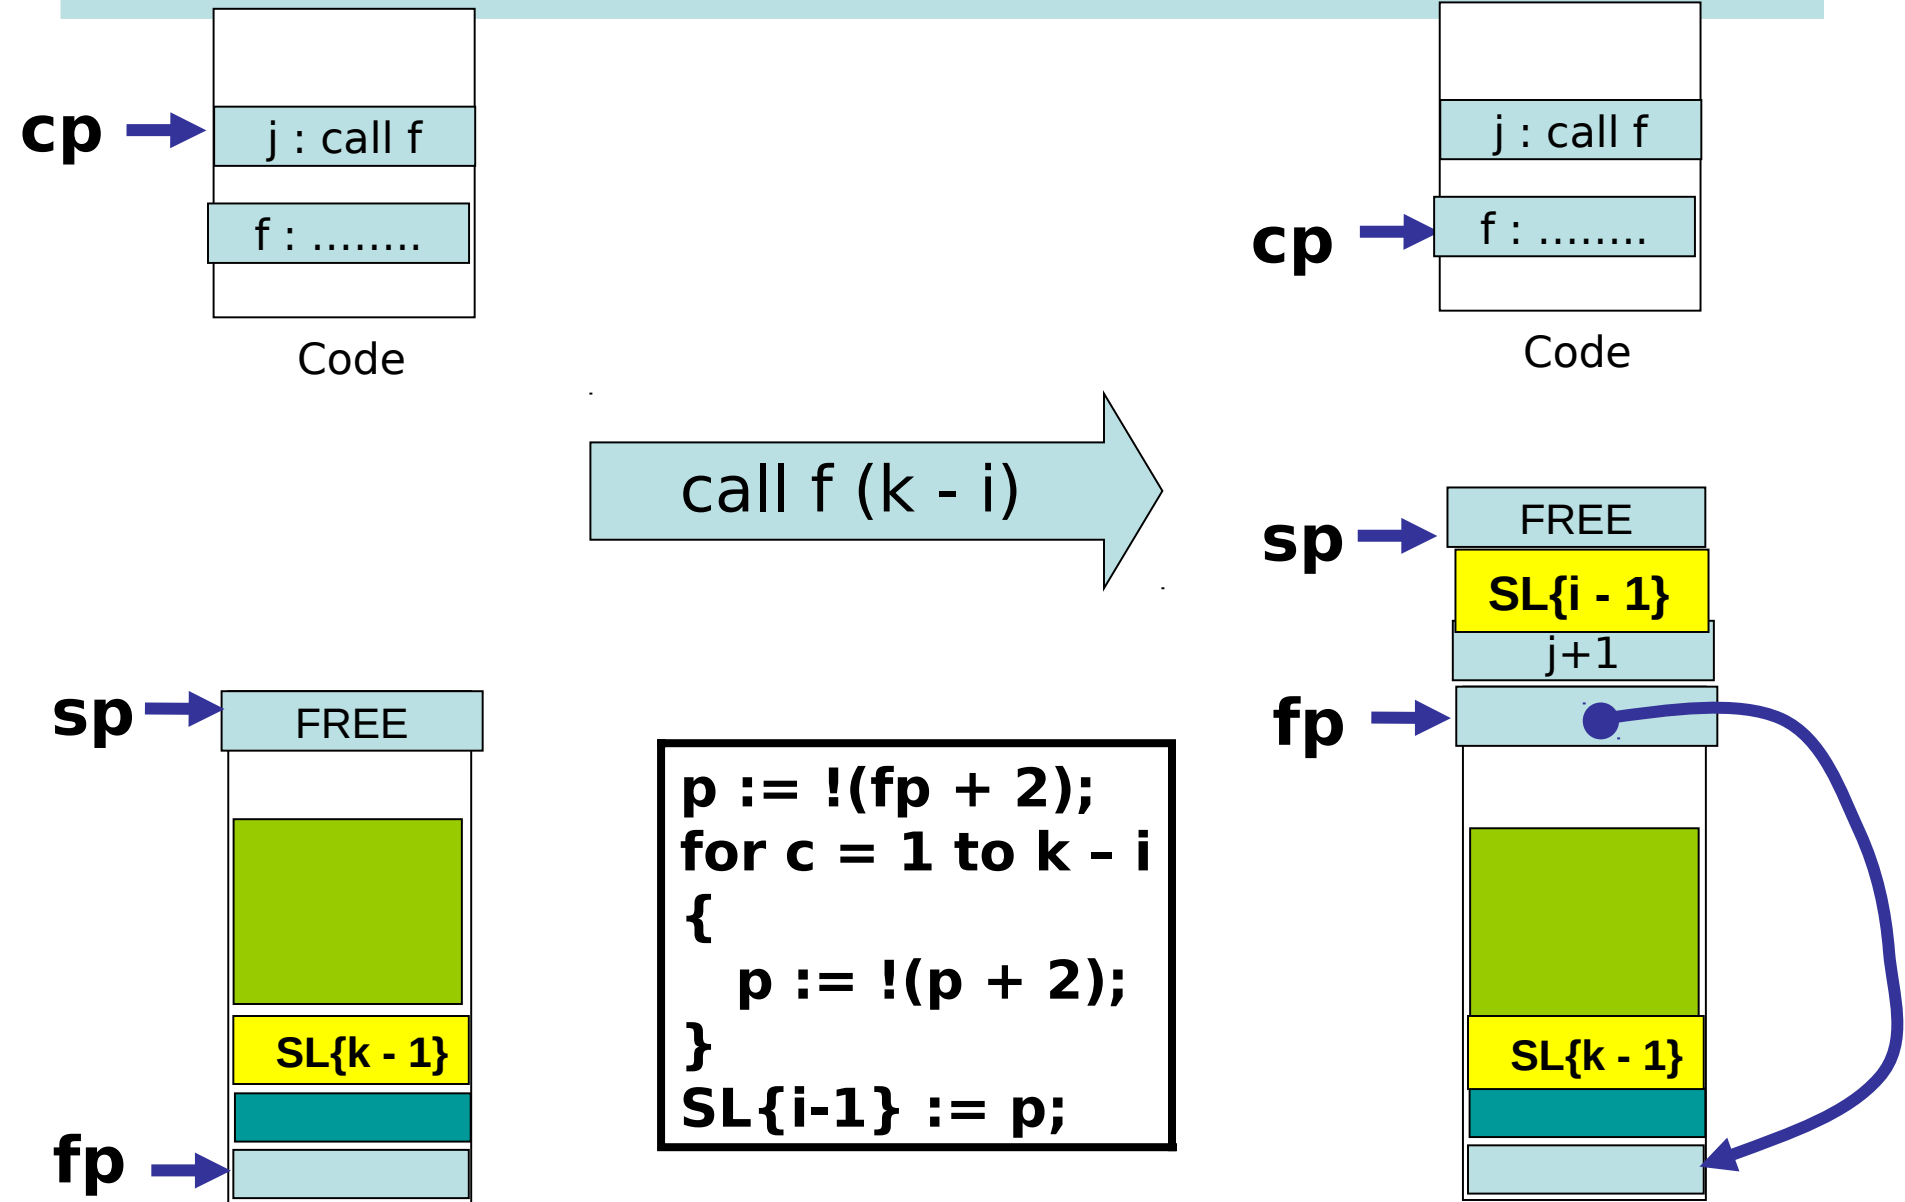 cp
j : call f
f : ........
Code
j : call f
cp
f : ........
Code
call f (k - i)
sp
FREE
SL{i - 1}
j+1
fp
SL{k - 1}
sp
FREE
SL{k - 1}
fp
p := !(fp + 2);
for c = 1 to k – i
{
p := !(p + 2);
}
SL{i-1} := p;